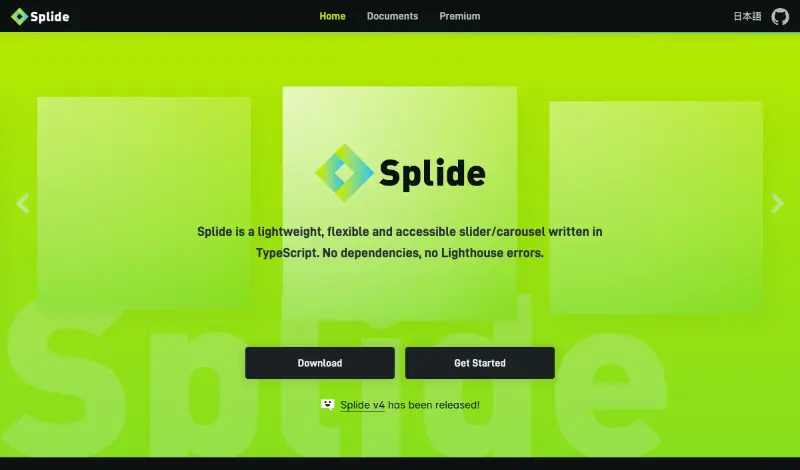 Splide
Home
Documents
Premium
日本語
Splide
Splide is a lightweight, flexible and accessible slider/carousel written in
TypeScript. No dependencies, no Lighthouse errors.
Splide
Download
Get Started
Splide v4 has been released!